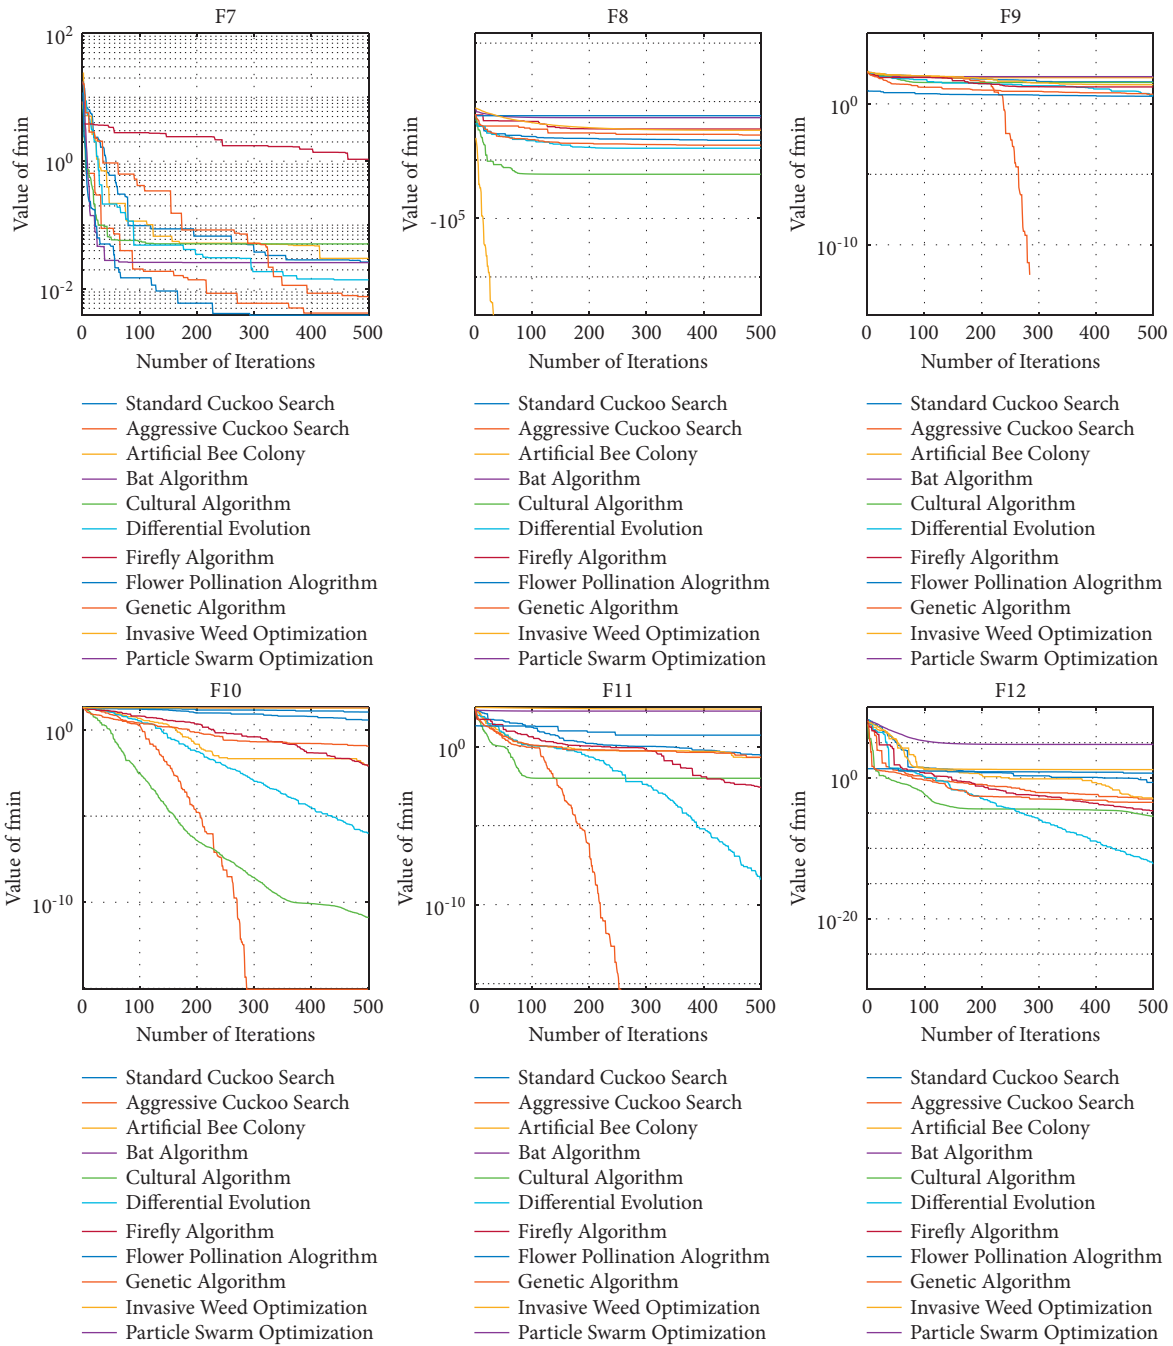 F7
F8
F9
10^2
10^0
10^-2
Value of fmin
0 100 200 300 400 500
Number of Iterations
-10^5
Value of fmin
0 100 200 300 400 500
Number of Iterations
10^0
10^-10
Value of fmin
0 100 200 300 400 500
Number of Iterations
Standard Cuckoo Search
Aggressive Cuckoo Search
Artificial Bee Colony
Bat Algorithm
Cultural Algorithm
Differential Evolution
Firefly Algorithm
Flower Pollination Alogrithm
Genetic Algorithm
Invasive Weed Optimization
Particle Swarm Optimization
Standard Cuckoo Search
Aggressive Cuckoo Search
Artificial Bee Colony
Bat Algorithm
Cultural Algorithm
Differential Evolution
Firefly Algorithm
Flower Pollination Alogrithm
Genetic Algorithm
Invasive Weed Optimization
Particle Swarm Optimization
Standard Cuckoo Search
Aggressive Cuckoo Search
Artificial Bee Colony
Bat Algorithm
Cultural Algorithm
Differential Evolution
Firefly Algorithm
Flower Pollination Alogrithm
Genetic Algorithm
Invasive Weed Optimization
Particle Swarm Optimization
F10
F11
F12
10^0
10^-10
Value of fmin
0 100 200 300 400 500
Number of Iterations
10^0
10^-10
Value of fmin
0 100 200 300 400 500
Number of Iterations
10^0
10^-20
Value of fmin
0 100 200 300 400 500
Number of Iterations
Standard Cuckoo Search
Aggressive Cuckoo Search
Artificial Bee Colony
Bat Algorithm
Cultural Algorithm
Differential Evolution
Firefly Algorithm
Flower Pollination Alogrithm
Genetic Algorithm
Invasive Weed Optimization
Particle Swarm Optimization
Standard Cuckoo Search
Aggressive Cuckoo Search
Artificial Bee Colony
Bat Algorithm
Cultural Algorithm
Differential Evolution
Firefly Algorithm
Flower Pollination Alogrithm
Genetic Algorithm
Invasive Weed Optimization
Particle Swarm Optimization
Standard Cuckoo Search
Aggressive Cuckoo Search
Artificial Bee Colony
Bat Algorithm
Cultural Algorithm
Differential Evolution
Firefly Algorithm
Flower Pollination Alogrithm
Genetic Algorithm
Invasive Weed Optimization
Particle Swarm Optimization